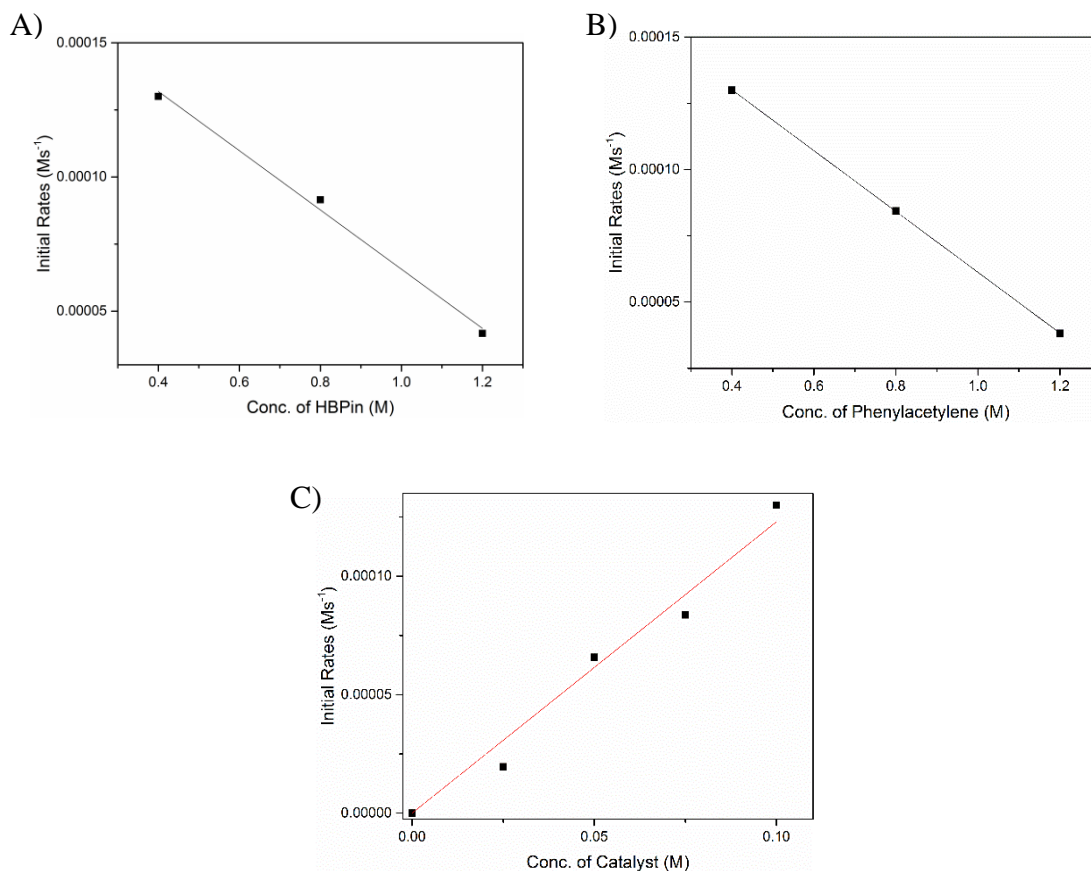 A)
0.00015
0.00010
0.00005
Initial Rates (Ms⁻¹)
0.4 0.6 0.8 1.0 1.2
Conc. of HBPin (M)
B)
0.00015
0.00010
0.00005
Initial Rates (Ms⁻¹)
0.4 0.6 0.8 1.0 1.2
Conc. of Phenylacetylene (M)
C)
0.00010
0.00005
0.00000
Initial Rates (Ms⁻¹)
0.00 0.05 0.10
Conc. of Catalyst (M)